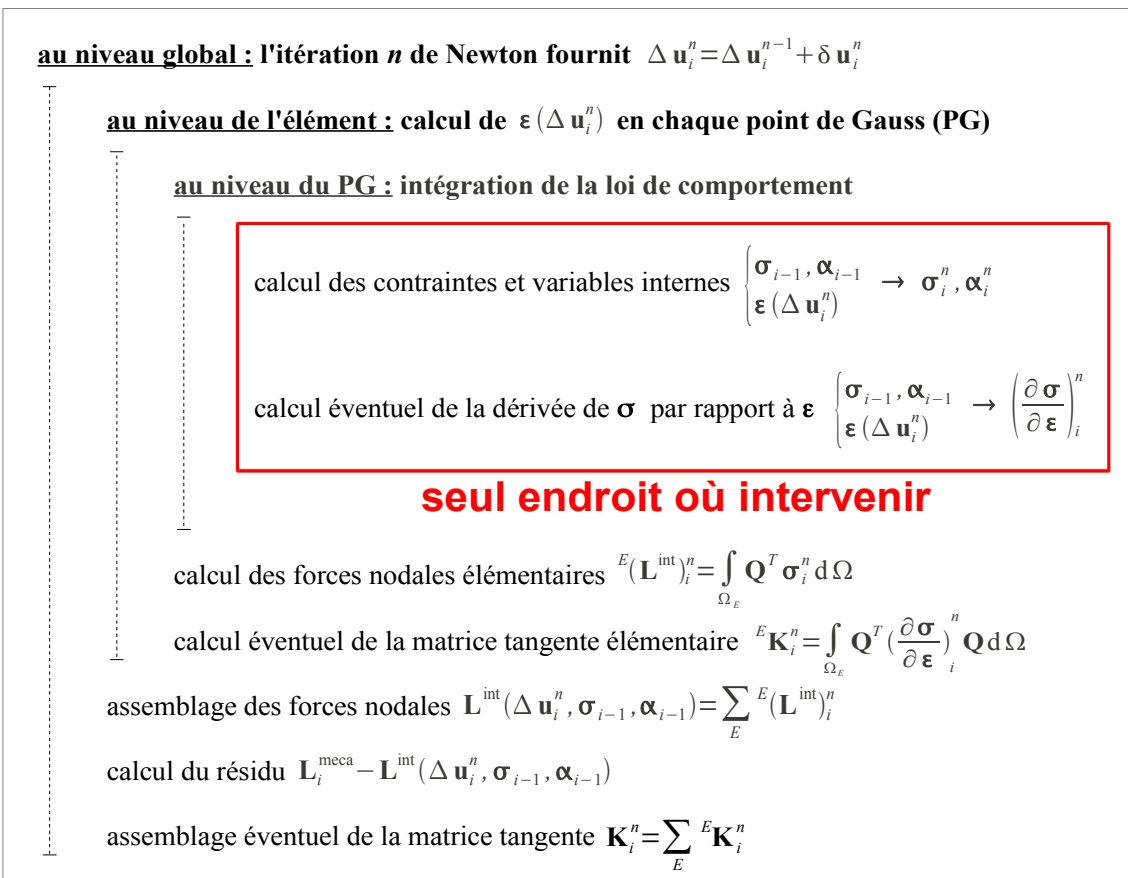 au niveau global : l'itération n de Newton fournit Δ u_i^n = Δ u_i^{n−1} + δ u_i^n
au niveau de l'élément : calcul de ε (Δ u_i^n) en chaque point de Gauss (PG)
au niveau du PG : intégration de la loi de comportement
calcul des contraintes et variables internes { σ_{i−1} , α_{i−1} ; ε (Δ u_i^n) → σ_i^n , α_i^n
calcul éventuel de la dérivée de σ par rapport à ε { σ_{i−1} , α_{i−1} ; ε (Δ u_i^n) → (∂ σ / ∂ ε)_i^n
seul endroit où intervenir
calcul des forces nodales élémentaires ^E(L^int)_i^n = ∫_{Ω_E} Q^T σ_i^n d Ω
calcul éventuel de la matrice tangente élémentaire ^E K_i^n = ∫_{Ω_E} Q^T (∂ σ / ∂ ε)_i^n Q d Ω
assemblage des forces nodales L^int (Δ u_i^n , σ_{i−1} , α_{i−1}) = ∑_E ^E(L^int)_i^n
calcul du résidu L_i^meca − L^int (Δ u_i^n , σ_{i−1} , α_{i−1})
assemblage éventuel de la matrice tangente K_i^n = ∑_E ^E K_i^n